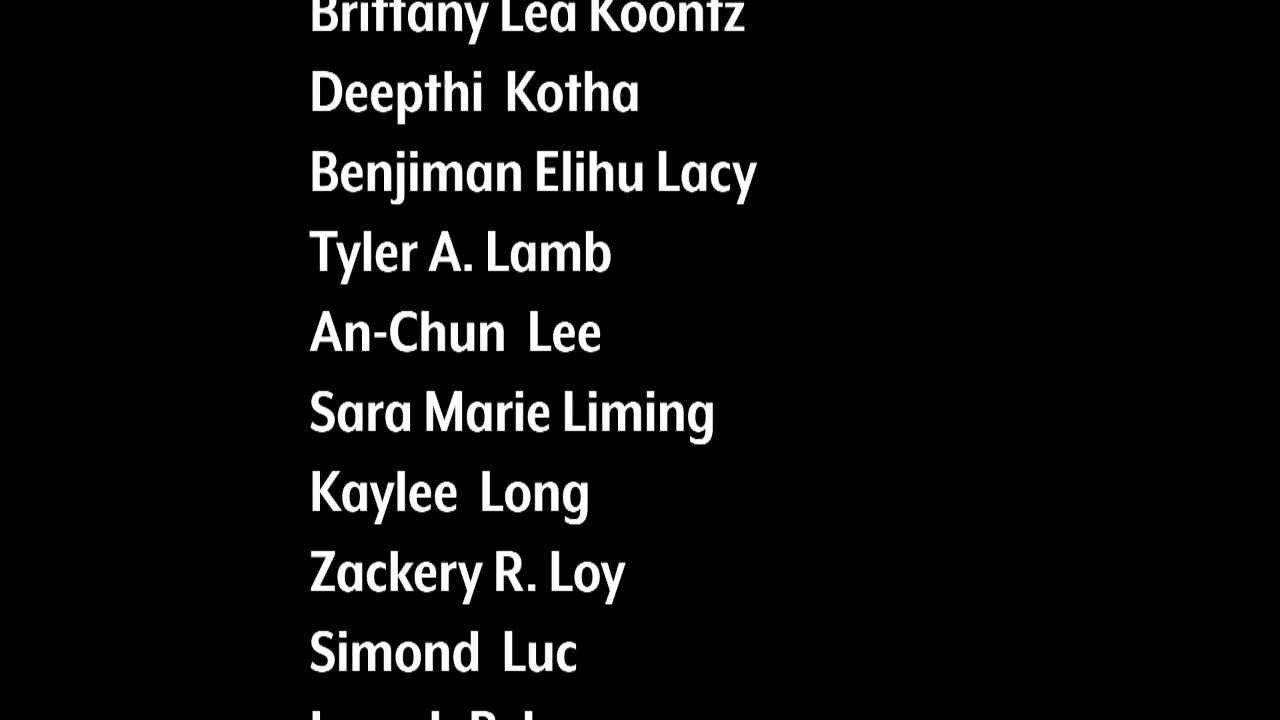 Brittany Lea Koontz
Deepthi  Kotha
Benjiman Elihu Lacy
Tyler A. Lamb
An-Chun  Lee
Sara Marie Liming
Kaylee  Long
Zackery R. Loy
Simond  Luc